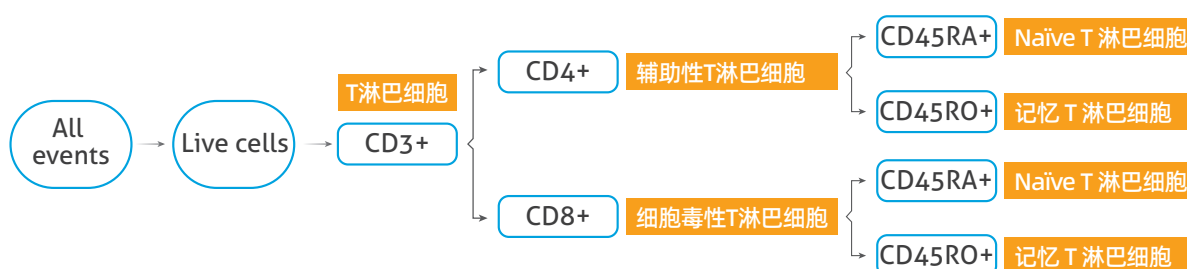 All
events
Live cells
T淋巴细胞
CD3+
CD4+
辅助性T淋巴细胞
CD45RA+
Naïve T 淋巴细胞
CD45RO+
记忆 T 淋巴细胞
CD8+
细胞毒性T淋巴细胞
CD45RA+
Naïve T 淋巴细胞
CD45RO+
记忆 T 淋巴细胞